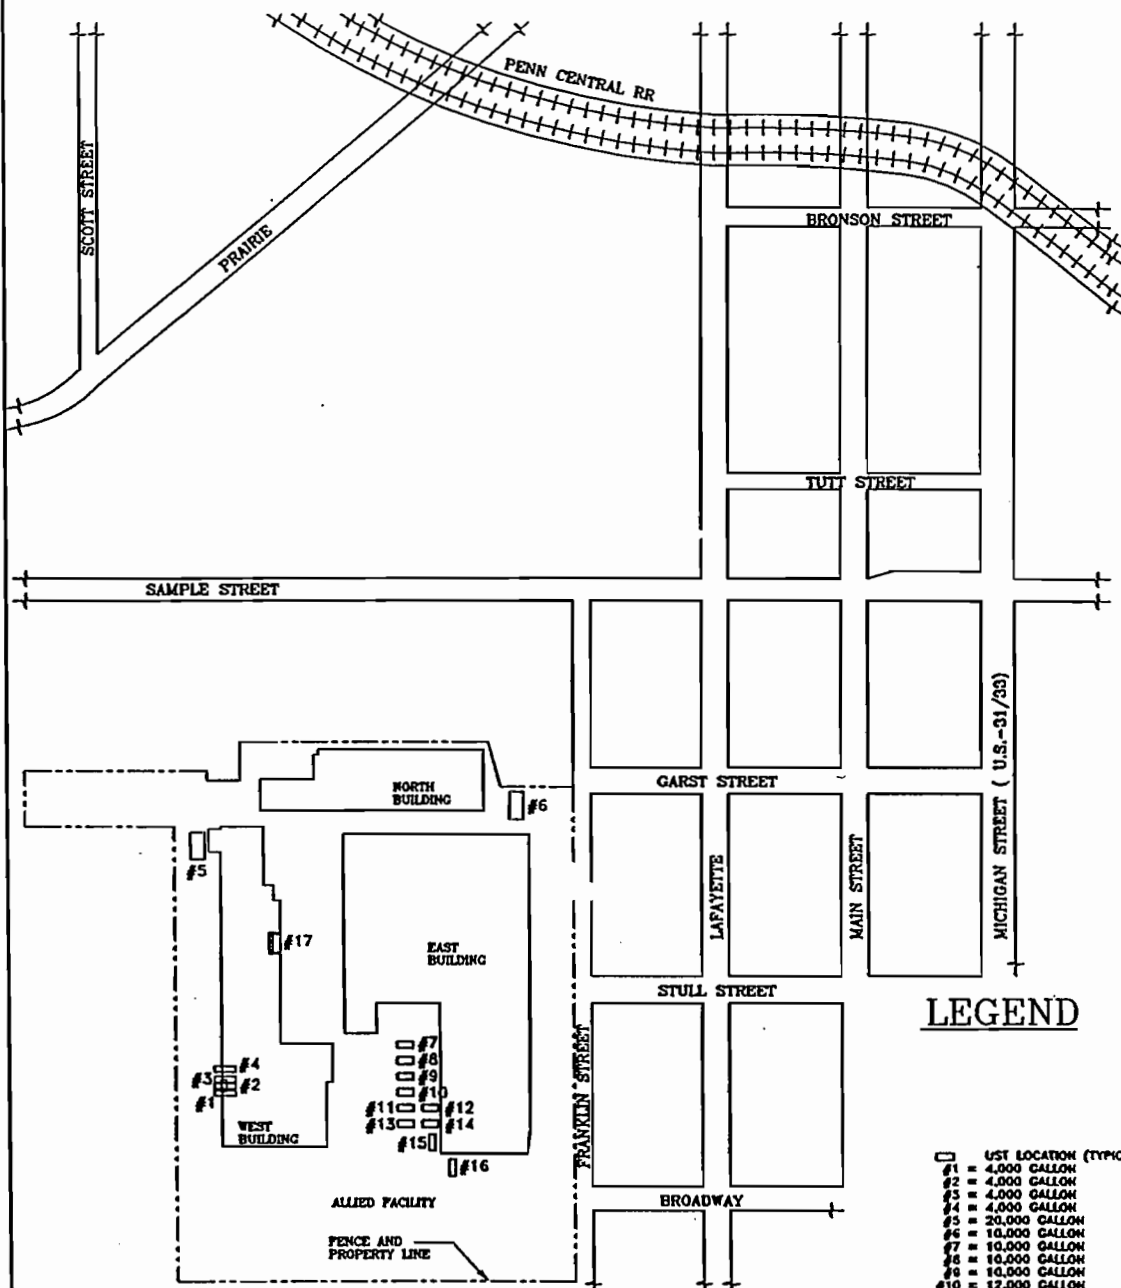 PENN CENTRAL RR
SCOTT STREET
PRAIRIE
BRONSON STREET
TUTT STREET
SAMPLE STREET
MICHIGAN STREET ( U.S.-31/33)
GARST STREET
NORTH
BUILDING
#6
#5
LAFAYETTE
MAIN STREET
#17
EAST
BUILDING
STULL STREET
LEGEND
FRANKLIN STREET
#7
#8
#9
#10
#11
#12
#13
#14
#15
#16
#4
#3
#2
#1
WEST
BUILDING
ALLIED FACILITY
BROADWAY
FENCE AND
PROPERTY LINE
UST LOCATION (TYPIC
#1 = 4,000 GALLON
#2 = 4,000 GALLON
#3 = 4,000 GALLON
#4 = 4,000 GALLON
#5 = 20,000 GALLON
#6 = 10,000 GALLON
#7 = 10,000 GALLON
#8 = 10,000 GALLON
#9 = 10,000 GALLON
#10 = 12,000 GALLON